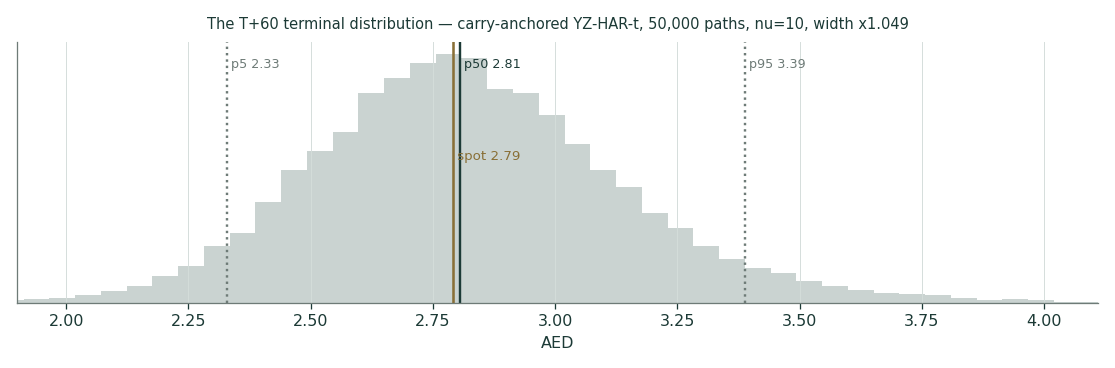 The T+60 terminal distribution — carry-anchored YZ-HAR-t, 50,000 paths, nu=10, width x1.049
p5 2.33
p50 2.81
p95 3.39
spot 2.79
2.00 2.25 2.50 2.75 3.00 3.25 3.50 3.75 4.00
AED